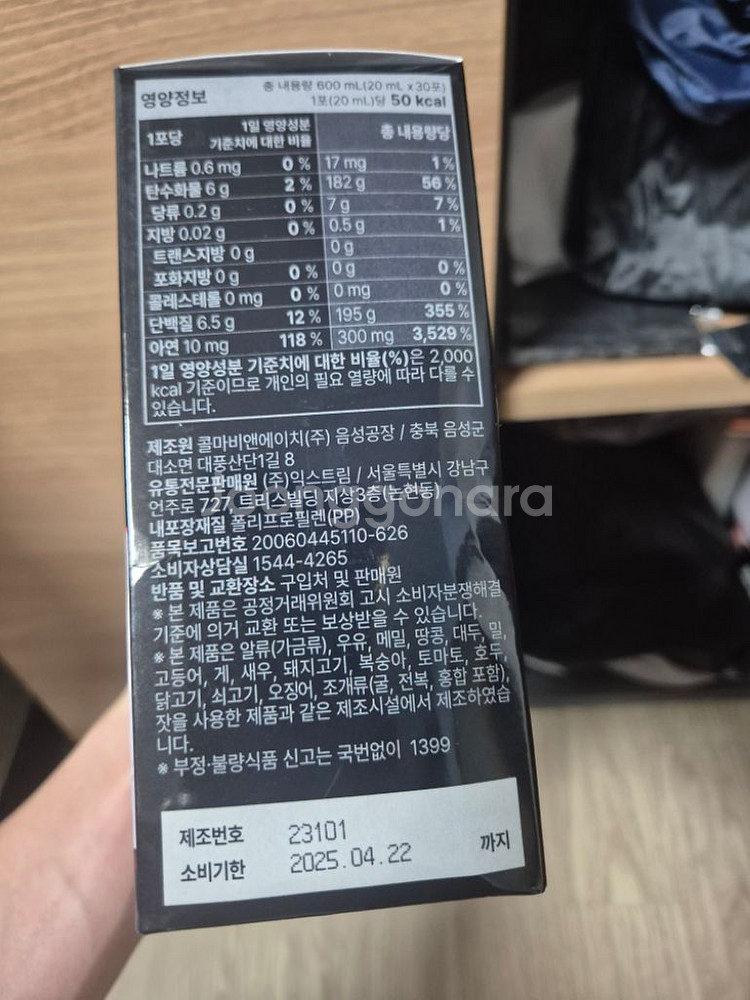 영양정보
총 내용량 600 mL(20 mL x30포)
1포(20 mL)당 50 kcal
1포당 1일 영양성분 기준치에 대한 비율 총 내용량당
나트륨 0.6 mg 0 % 17 mg 1 %
탄수화물 6 g 2 % 182 g 56 %
당류 0.2 g 0 % 7 g 7 %
지방 0.02 g 0 % 0.5 g 1 %
트랜스지방 0 g 0 g
포화지방 0 g 0 % 0 g 0 %
콜레스테롤 0 mg 0 % 0 mg 0 %
단백질 6.5 g 12 % 195 g 355 %
아연 10 mg 118 % 300 mg 3,529 %
1일 영양성분 기준치에 대한 비율(%)은 2,000
kcal 기준이므로 개인의 필요 열량에 따라 다를 수
있습니다.
제조원 콜마비앤에이치(주) 음성공장 / 충북 음성군
대소면 대풍산단1길 8
유통전문판매원 (주)익스트림 / 서울특별시 강남구
언주로 727 트리스빌딩 지상3층(논현동)
joonggonara
내포장재질 폴리프로필렌(PP)
품목보고번호 20060445110-626
소비자상담실 1544-4265
반품 및 교환장소 구입처 및 판매원
※ 본 제품은 공정거래위원회 고시 소비자분쟁해결
기준에 의거 교환 또는 보상받을 수 있습니다.
※ 본 제품은 알류(가금류), 우유, 메밀, 땅콩, 대두, 밀,
고등어, 게, 새우, 돼지고기, 복숭아, 토마토, 호두,
닭고기, 쇠고기, 오징어, 조개류(굴, 전복, 홍합 포함),
잣을 사용한 제품과 같은 제조시설에서 제조하였습
니다.
※ 부정·불량식품 신고는 국번없이 1399
제조번호 23101
소비기한 2025.04.22 까지